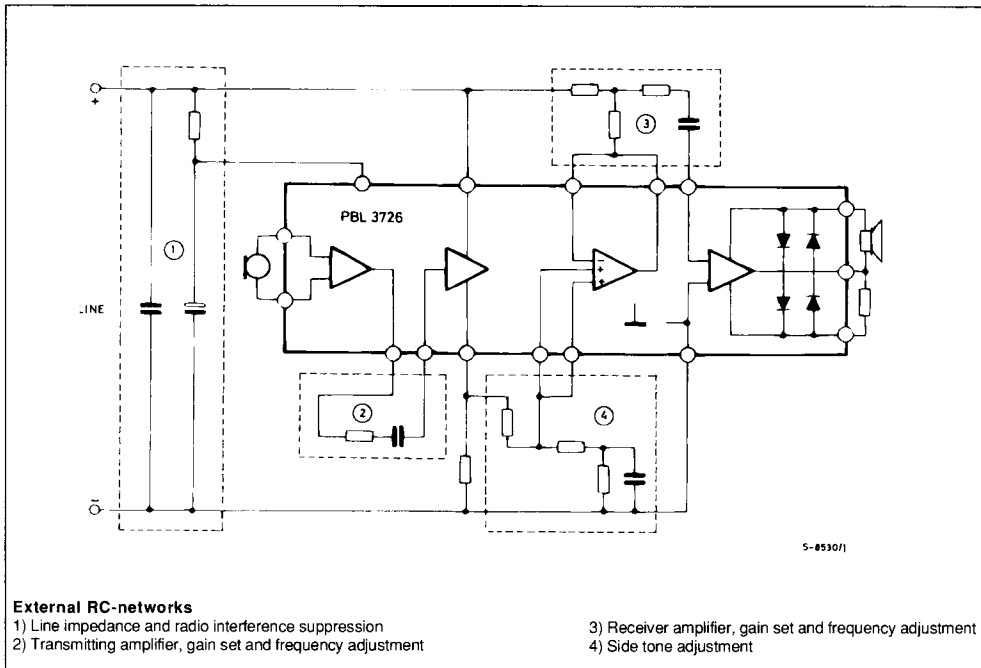 +
3
PBL 3726
1
LINE
-
+
+
2
4
-
S-8530/1
External RC-networks
1) Line impedance and radio interference suppression
2) Transmitting amplifier, gain set and frequency adjustment
3) Receiver amplifier, gain set and frequency adjustment
4) Side tone adjustment